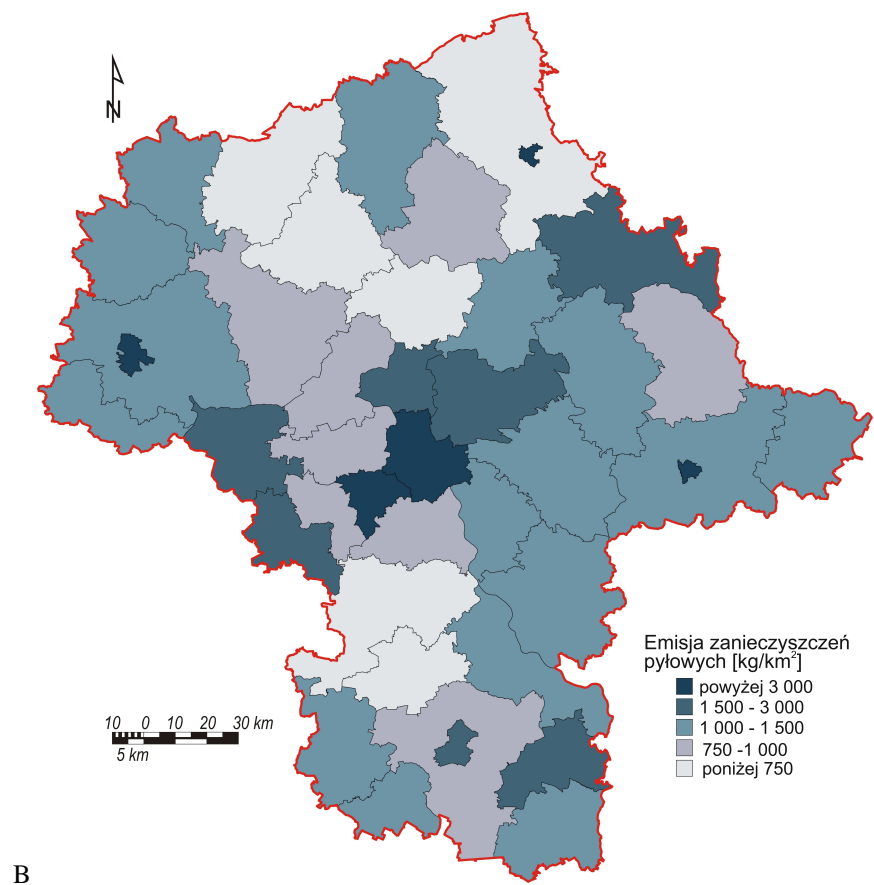 N
Emisja zanieczyszczeń
pyłowych [kg/km²]
powyżej 3 000
1 500 - 3 000
1 000 - 1 500
750 -1 000
poniżej 750
10 0 10 20 30 km
5 km
B